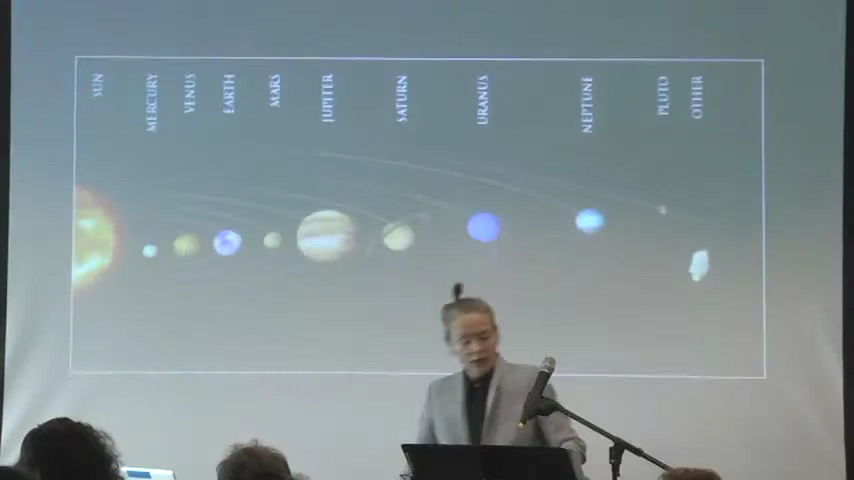 SUN
MERCURY
VENUS
EARTH
MARS
JUPITER
SATURN
URANUS
NEPTUNE
PLUTO
OTHER